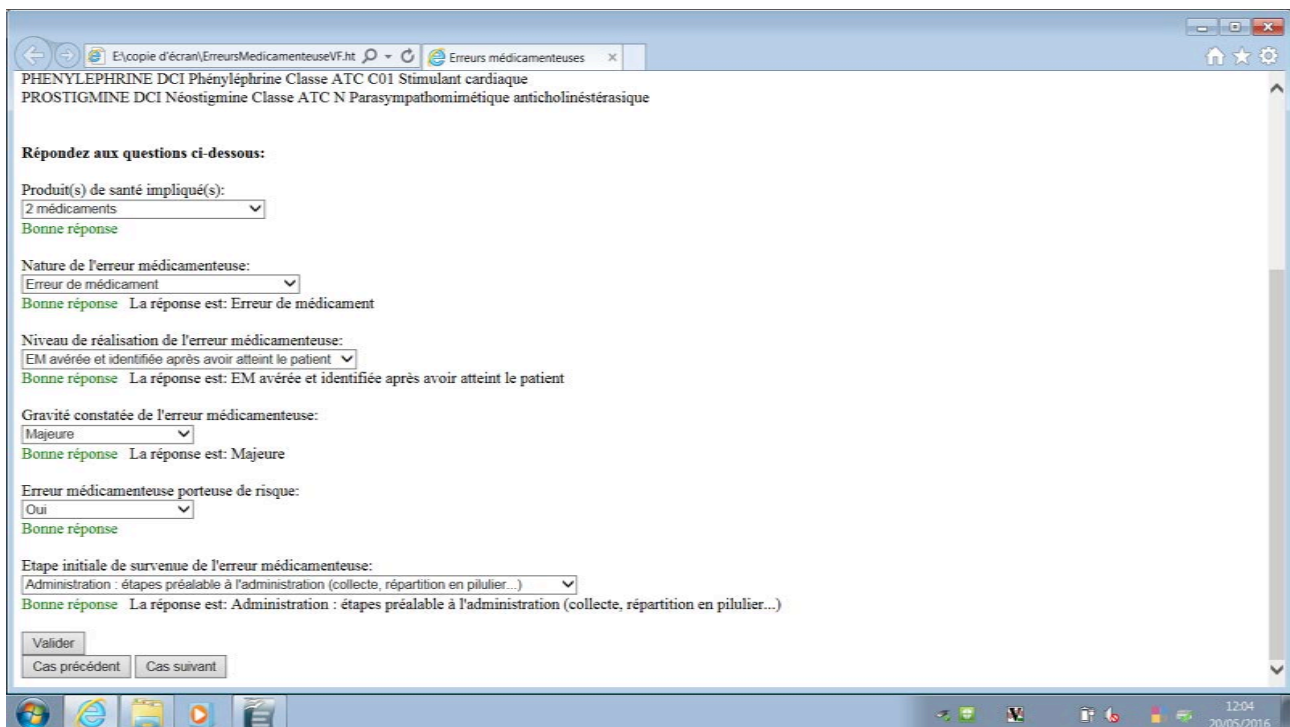 E:\copie d'écran\ErreursMedicamenteuseVF.ht
Erreurs médicamenteuses
PHENYLEPHRINE DCI Phényléphrine Classe ATC C01 Stimulant cardiaque
PROSTIGMINE DCI Néostigmine Classe ATC N Parasympathomimétique anticholinéstérasique
Répondez aux questions ci-dessous:
Produit(s) de santé impliqué(s):
2 médicaments
Bonne réponse
Nature de l'erreur médicamenteuse:
Erreur de médicament
Bonne réponse La réponse est: Erreur de médicament
Niveau de réalisation de l'erreur médicamenteuse:
EM avérée et identifiée après avoir atteint le patient
Bonne réponse La réponse est: EM avérée et identifiée après avoir atteint le patient
Gravité constatée de l'erreur médicamenteuse:
Majeure
Bonne réponse La réponse est: Majeure
Erreur médicamenteuse porteuse de risque:
Oui
Bonne réponse
Etape initiale de survenue de l'erreur médicamenteuse:
Administration : étapes préalable à l'administration (collecte, répartition en pilulier...)
Bonne réponse La réponse est: Administration : étapes préalable à l'administration (collecte, répartition en pilulier...)
Valider
Cas précédent Cas suivant
12:04
20/05/2016